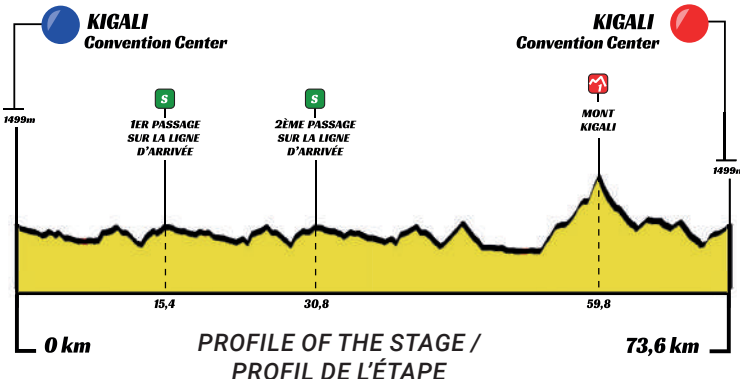 KIGALI
Convention Center
KIGALI
Convention Center
S
S
1499m
1ER PASSAGE
SUR LA LIGNE
D'ARRIVÉE
2ÈME PASSAGE
SUR LA LIGNE
D'ARRIVÉE
MONT
KIGALI
1499m
15,4
30,8
59,8
0 km
PROFILE OF THE STAGE /
PROFIL DE L'ÉTAPE
73,6 km